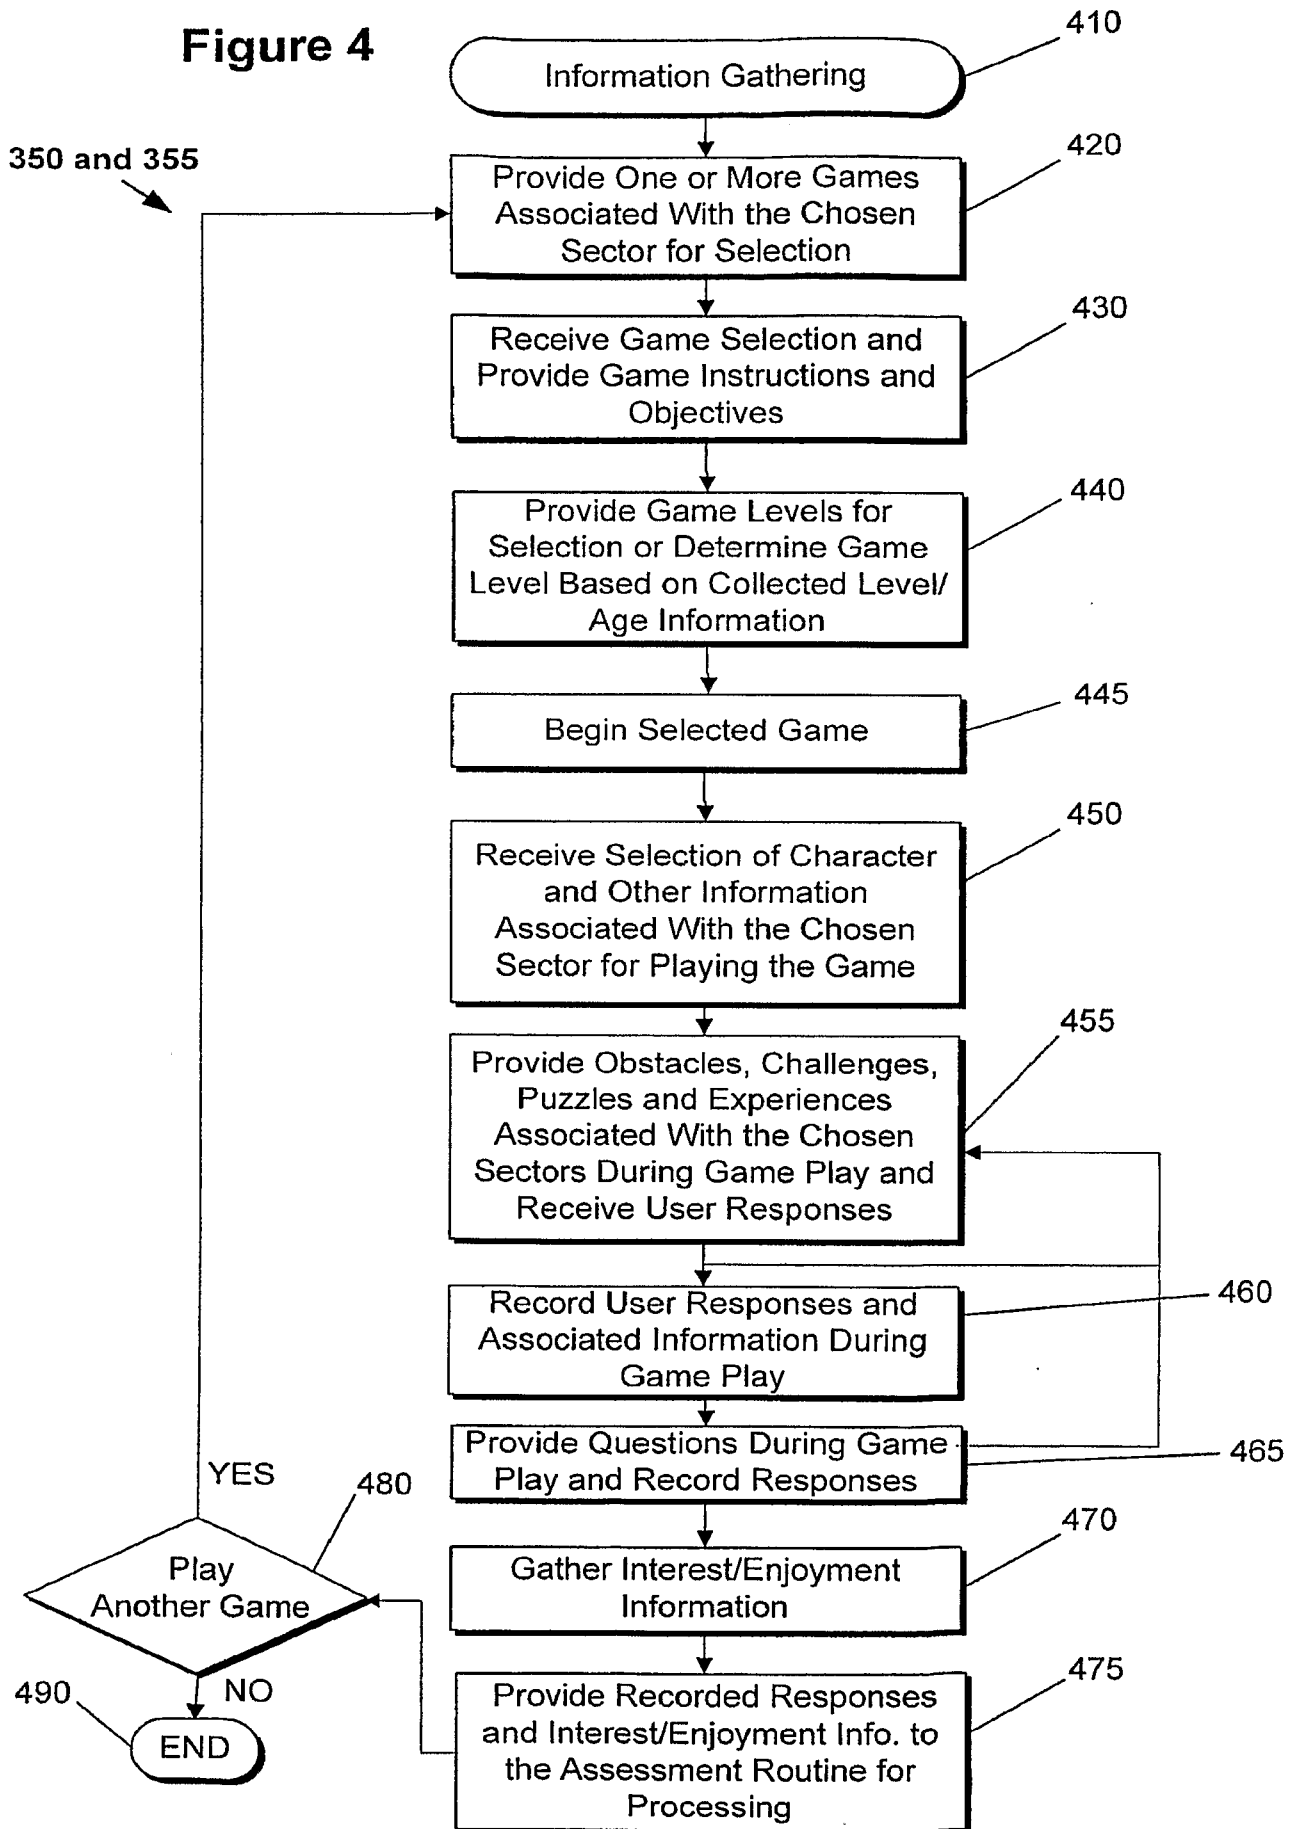 Figure 4
410
Information Gathering
350 and 355
420
Provide One or More Games
Associated With the Chosen
Sector for Selection
430
Receive Game Selection and
Provide Game Instructions and
Objectives
440
Provide Game Levels for
Selection or Determine Game
Level Based on Collected Level/
Age Information
445
Begin Selected Game
450
Receive Selection of Character
and Other Information
Associated With the Chosen
Sector for Playing the Game
455
Provide Obstacles, Challenges,
Puzzles and Experiences
Associated With the Chosen
Sectors During Game Play and
Receive User Responses
460
Record User Responses and
Associated Information During
Game Play
465
Provide Questions During Game
Play and Record Responses
470
Gather Interest/Enjoyment
Information
475
Provide Recorded Responses
and Interest/Enjoyment Info. to
the Assessment Routine for
Processing
YES
480
Play
Another Game
NO
490
END